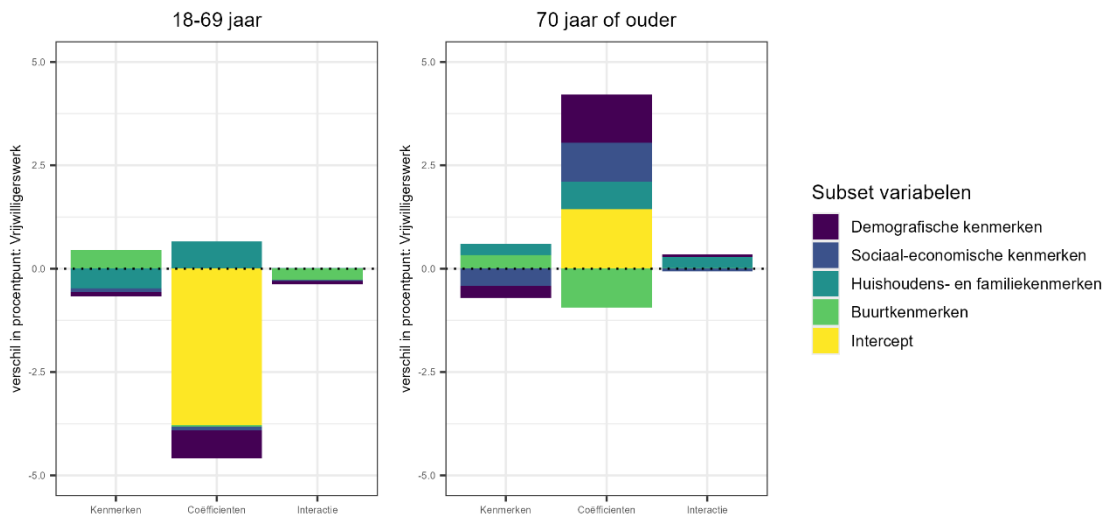 18-69 jaar
verschil in procentpunt: Vrijwilligerswerk
5.0
2.5
0.0
-2.5
-5.0
Kenmerken
Coëfficienten
Interactie
70 jaar of ouder
verschil in procentpunt: Vrijwilligerswerk
5.0
2.5
0.0
-2.5
-5.0
Kenmerken
Coëfficienten
Interactie
Subset variabelen
Demografische kenmerken
Sociaal-economische kenmerken
Huishoudens- en familiekenmerken
Buurtkenmerken
Intercept